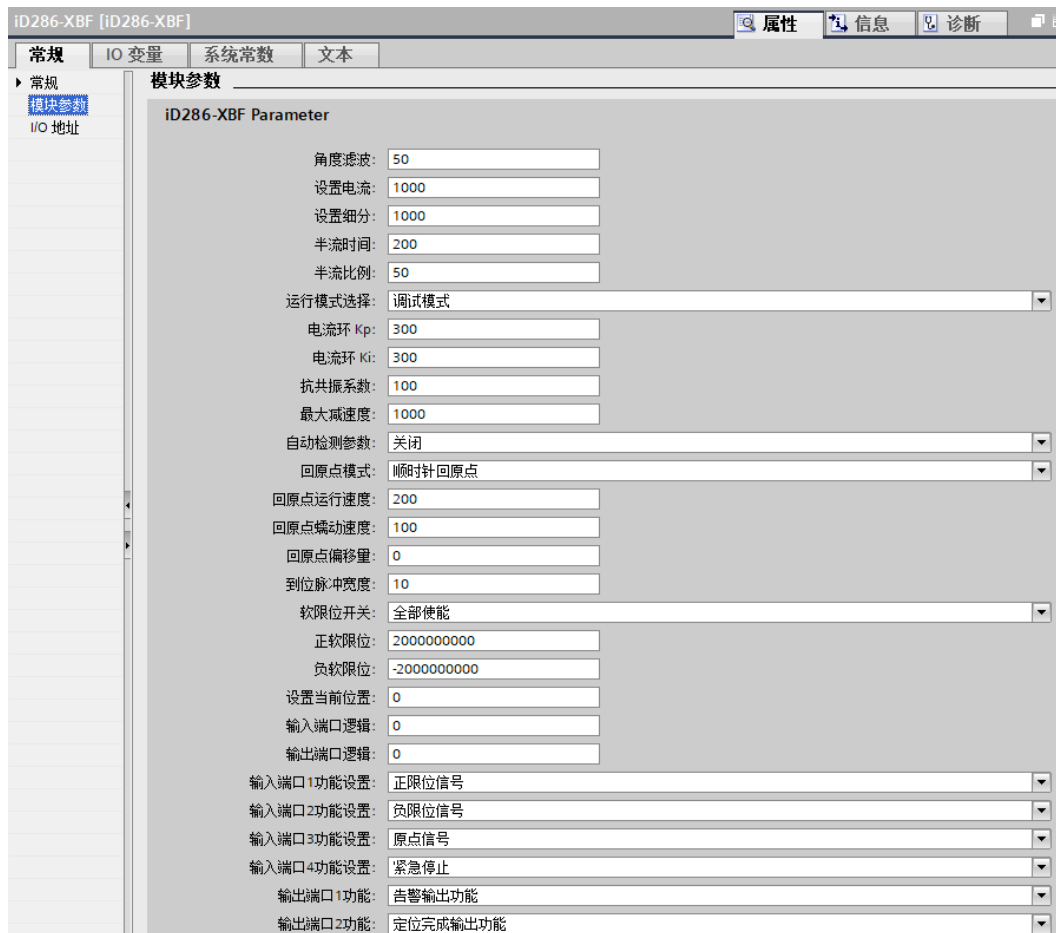 iD286-XBF [iD286-XBF]
属性 信息 诊断
常规 IO 变量 系统常数 文本
常规
模块参数
I/O 地址
模块参数
iD286-XBF Parameter
角度滤波: 50
设置电流: 1000
设置细分: 1000
半流时间: 200
半流比例: 50
运行模式选择: 调试模式
电流环 Kp: 300
电流环 Ki: 300
抗共振系数: 100
最大减速度: 1000
自动检测参数: 关闭
回原点模式: 顺时针回原点
回原点运行速度: 200
回原点蠕动速度: 100
回原点偏移量: 0
到位脉冲宽度: 10
软限位开关: 全部使能
正软限位: 2000000000
负软限位: -2000000000
设置当前位置: 0
输入端口逻辑: 0
输出端口逻辑: 0
输入端口1功能设置: 正限位信号
输入端口2功能设置: 负限位信号
输入端口3功能设置: 原点信号
输入端口4功能设置: 紧急停止
输出端口1功能: 告警输出功能
输出端口2功能: 定位完成输出功能